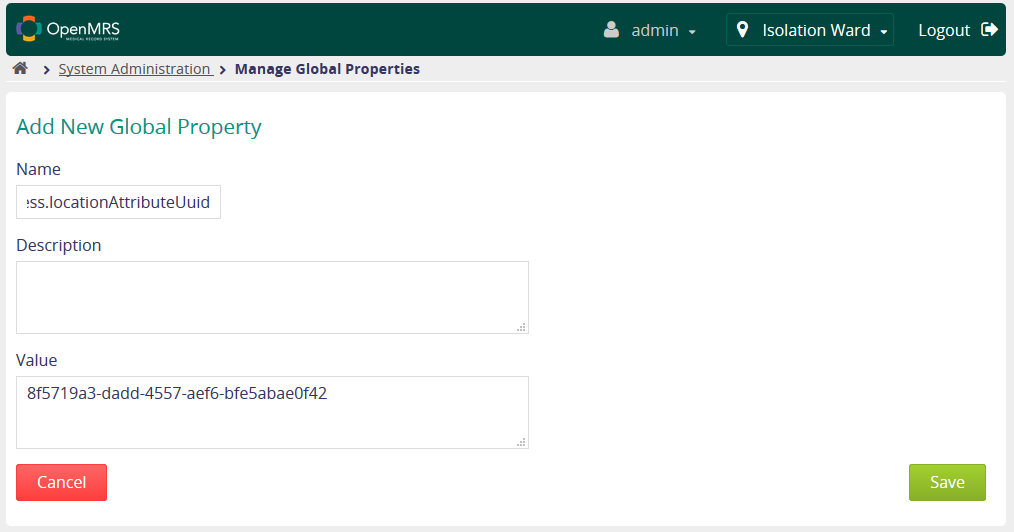 OpenMRS
MEDICAL RECORD SYSTEM
admin
Isolation Ward
Logout
System Administration
Manage Global Properties
Add New Global Property
Name
ess.locationAttributeUuid
Description
Value
8f5719a3-dadd-4557-aef6-bfe5abae0f42
Cancel
Save